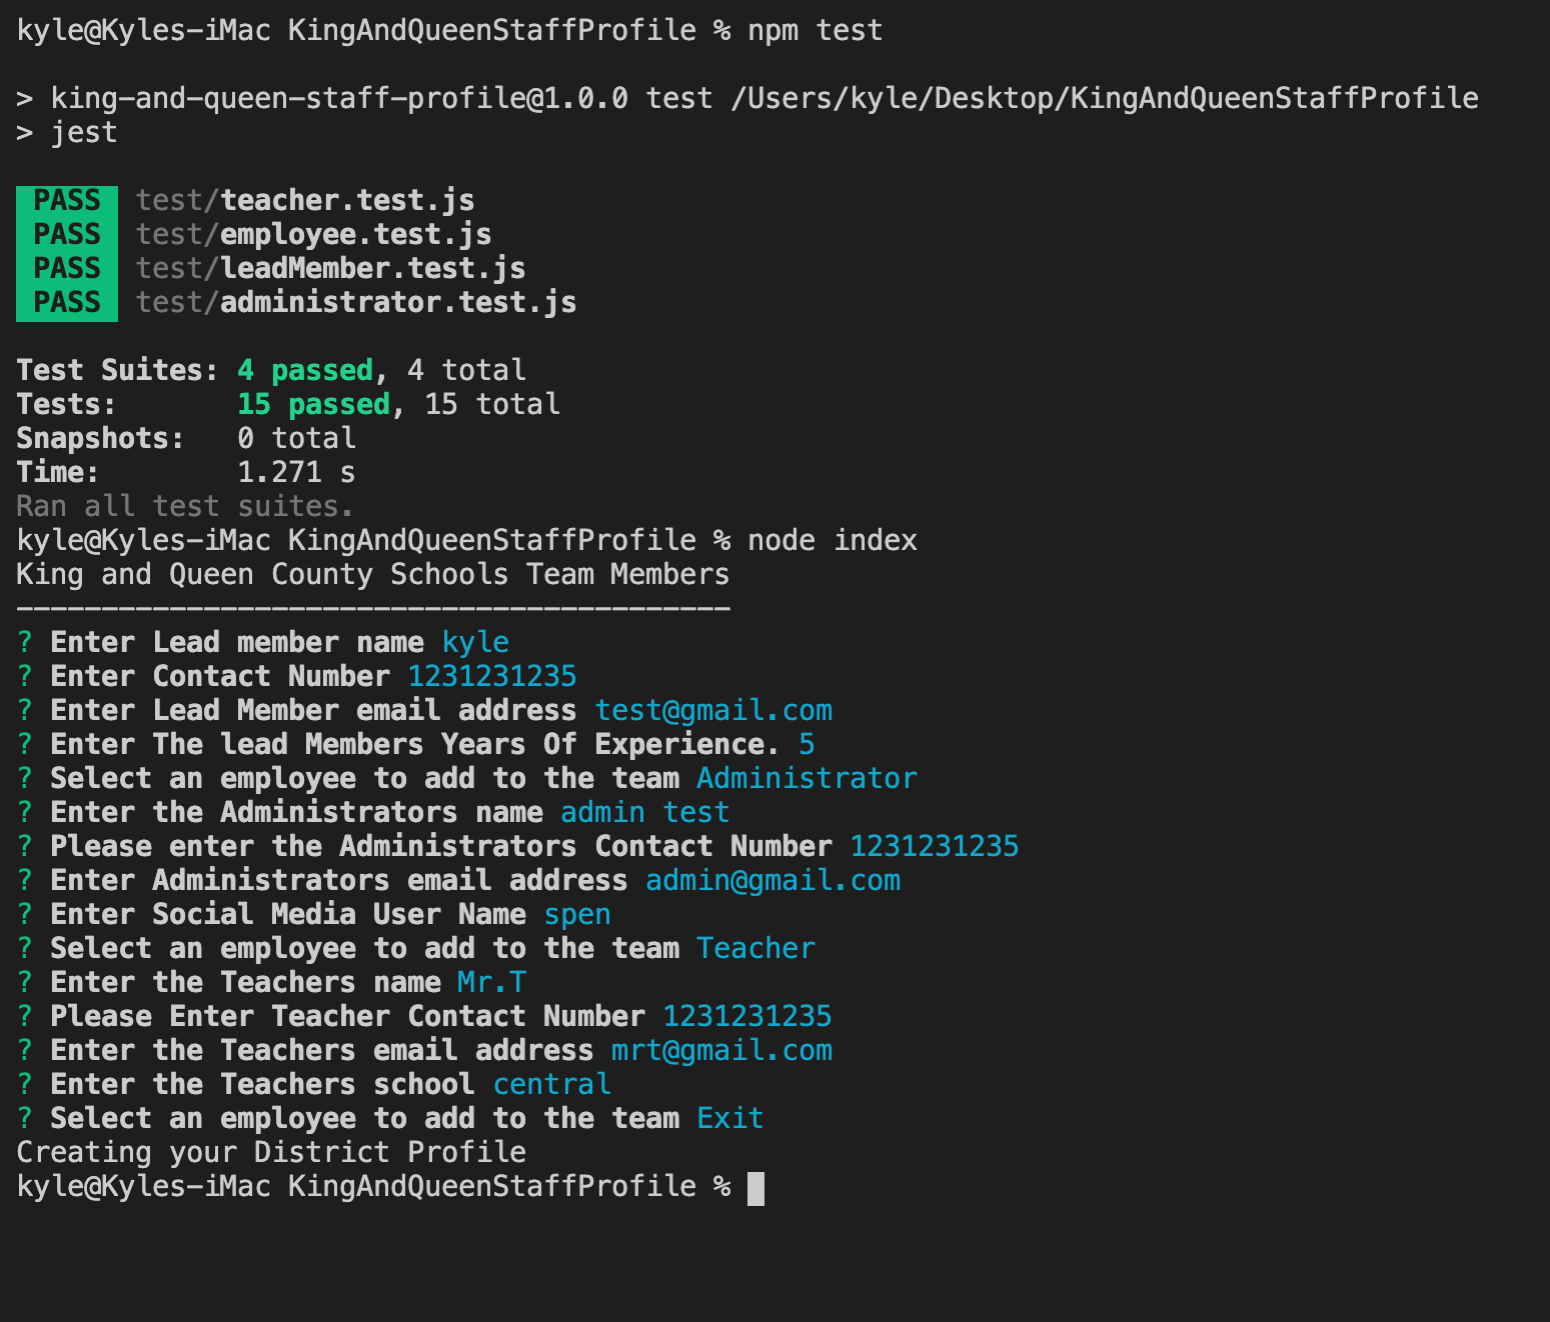 kyle@Kyles-iMac KingAndQueenStaffProfile % npm test
> king-and-queen-staff-profile@1.0.0 test /Users/kyle/Desktop/KingAndQueenStaffProfile
> jest
PASS test/teacher.test.js
PASS test/employee.test.js
PASS test/leadMember.test.js
PASS test/administrator.test.js
Test Suites: 4 passed, 4 total
Tests: 15 passed, 15 total
Snapshots: 0 total
Time: 1.271 s
Ran all test suites.
kyle@Kyles-iMac KingAndQueenStaffProfile % node index
King and Queen County Schools Team Members
------------------------------------------
? Enter Lead member name kyle
? Enter Contact Number 1231231235
? Enter Lead Member email address test@gmail.com
? Enter The lead Members Years Of Experience. 5
? Select an employee to add to the team Administrator
? Enter the Administrators name admin test
? Please enter the Administrators Contact Number 1231231235
? Enter Administrators email address admin@gmail.com
? Enter Social Media User Name spen
? Select an employee to add to the team Teacher
? Enter the Teachers name Mr.T
? Please Enter Teacher Contact Number 1231231235
? Enter the Teachers email address mrt@gmail.com
? Enter the Teachers school central
? Select an employee to add to the team Exit
Creating your District Profile
kyle@Kyles-iMac KingAndQueenStaffProfile %